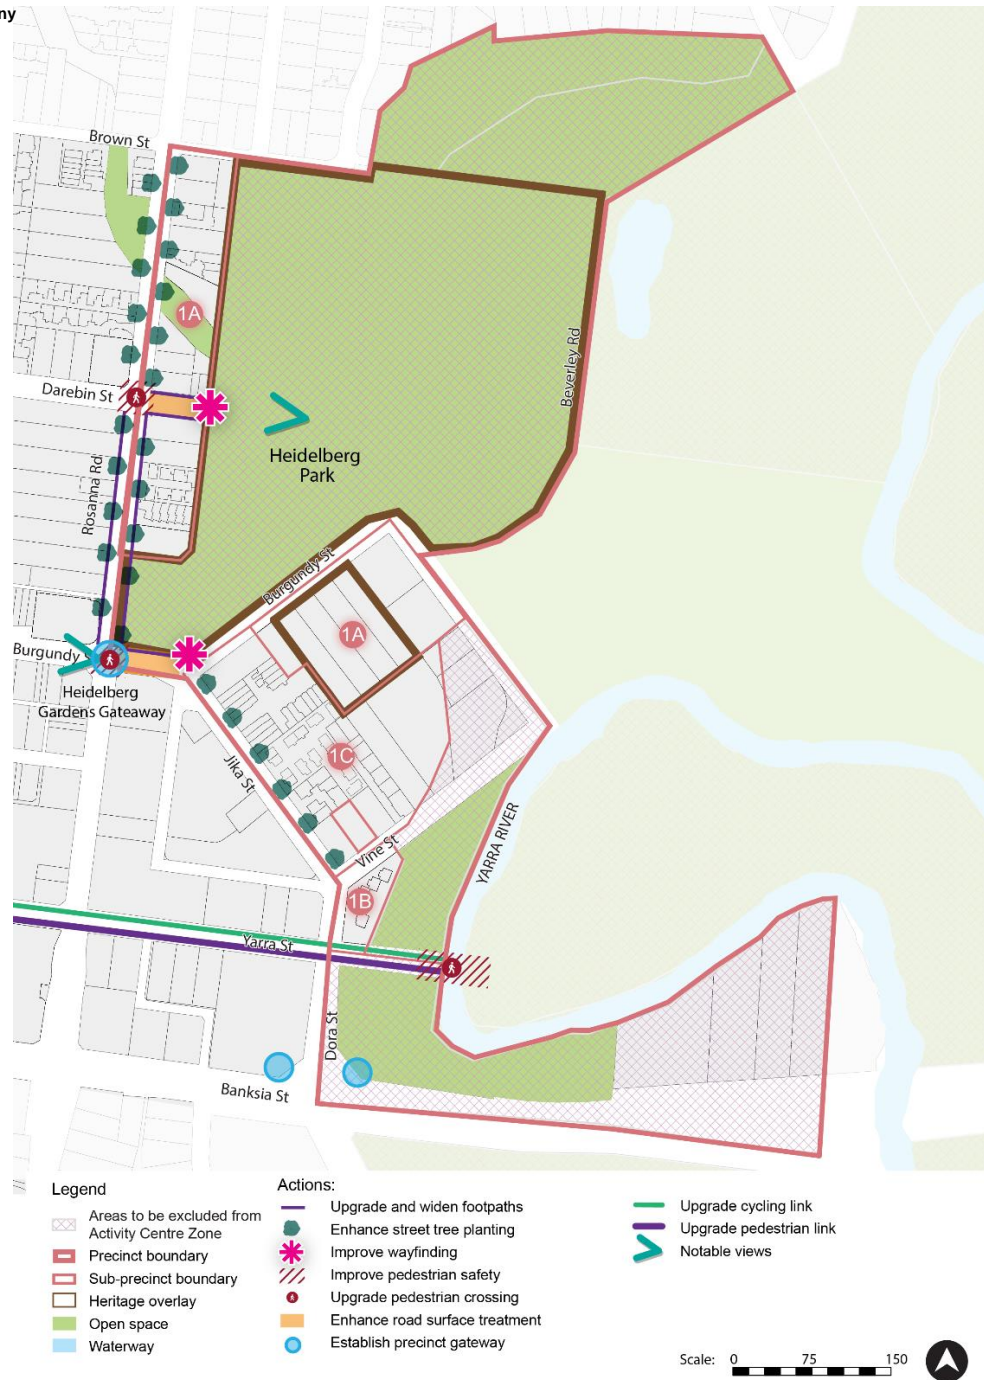 ny
Brown St
1A
Darebin St
Beverley Rd
Heidelberg
Park
Rosanna Rd
Burgundy St
1A
Burgundy S
Heidelberg
Gardens Gateaway
1C
Jika St
Vine St
YARRA RIVER
1B
Yarra St
Dora St
Banksia St
Legend
Areas to be excluded from
Activity Centre Zone
Precinct boundary
Sub-precinct boundary
Heritage overlay
Open space
Waterway
Actions:
Upgrade and widen footpaths
Enhance street tree planting
Improve wayfinding
Improve pedestrian safety
Upgrade pedestrian crossing
Enhance road surface treatment
Establish precinct gateway
Upgrade cycling link
Upgrade pedestrian link
Notable views
Scale: 0 75 150